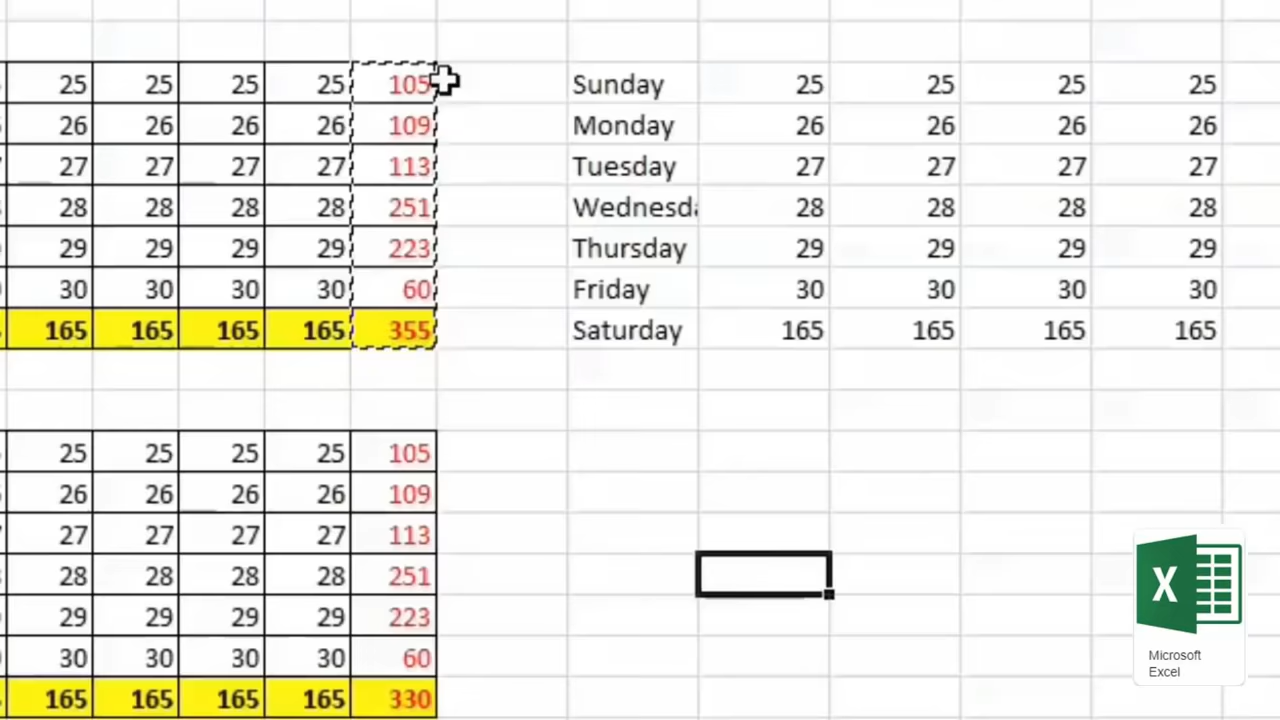 25 25 25 25 105 Sunday 25 25 25 25
26 26 26 26 109 Monday 26 26 26 26
27 27 27 27 113 Tuesday 27 27 27 27
28 28 28 28 251 Wednesd 28 28 28 28
29 29 29 29 223 Thursday 29 29 29 29
30 30 30 30 60 Friday 30 30 30 30
165 165 165 165 355 Saturday 165 165 165 165
25 25 25 25 105
26 26 26 26 109
27 27 27 27 113
28 28 28 28 251
29 29 29 29 223
30 30 30 30 60
165 165 165 165 330
X
Microsoft
Excel